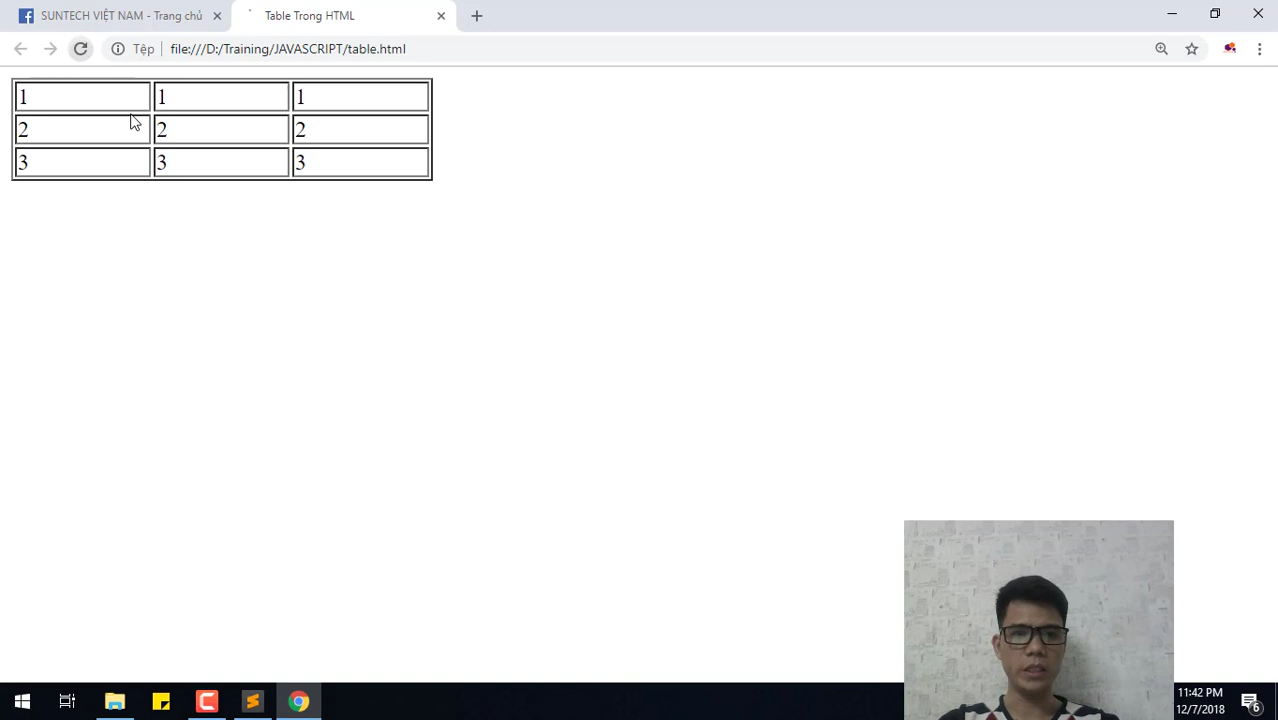 SUNTECH VIỆT NAM - Trang chủ
Table Trong HTML
Tệp
file:///D:/Training/JAVASCRIPT/table.html
1 1 1
2 2 2
3 3 3
11:42 PM
12/7/2018
6